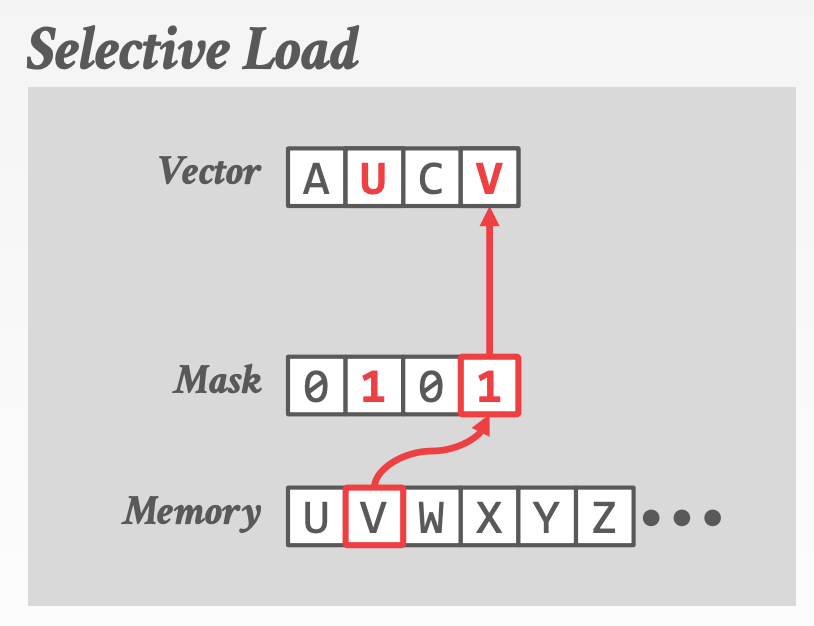 Selective Load
Vector A U C V
Mask 0 1 0 1
Memory U V W X Y Z •••